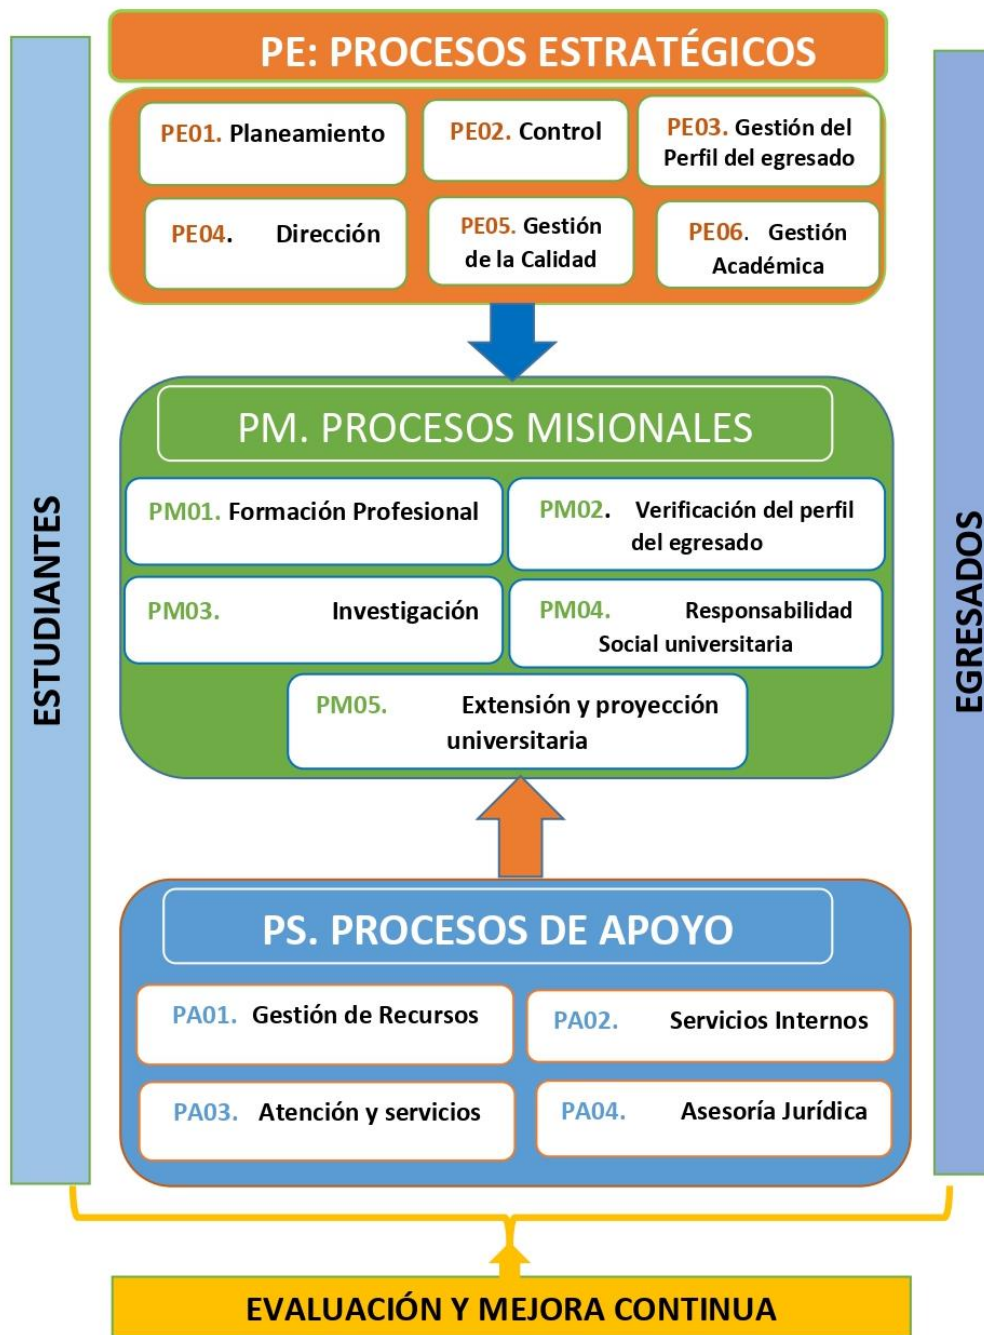 PE: PROCESOS ESTRATÉGICOS
PE01. Planeamiento
PE02. Control
PE03. Gestión del
Perfil del egresado
PE04. Dirección
PE05. Gestión
de la Calidad
PE06. Gestión
Académica
ESTUDIANTES
PM. PROCESOS MISIONALES
PM01. Formación Profesional
PM02. Verificación del perfil
del egresado
PM03. Investigación
PM04. Responsabilidad
Social universitaria
PM05. Extensión y proyección
universitaria
EGRESADOS
PS. PROCESOS DE APOYO
PA01. Gestión de Recursos
PA02. Servicios Internos
PA03. Atención y servicios
PA04. Asesoría Jurídica
EVALUACIÓN Y MEJORA CONTINUA